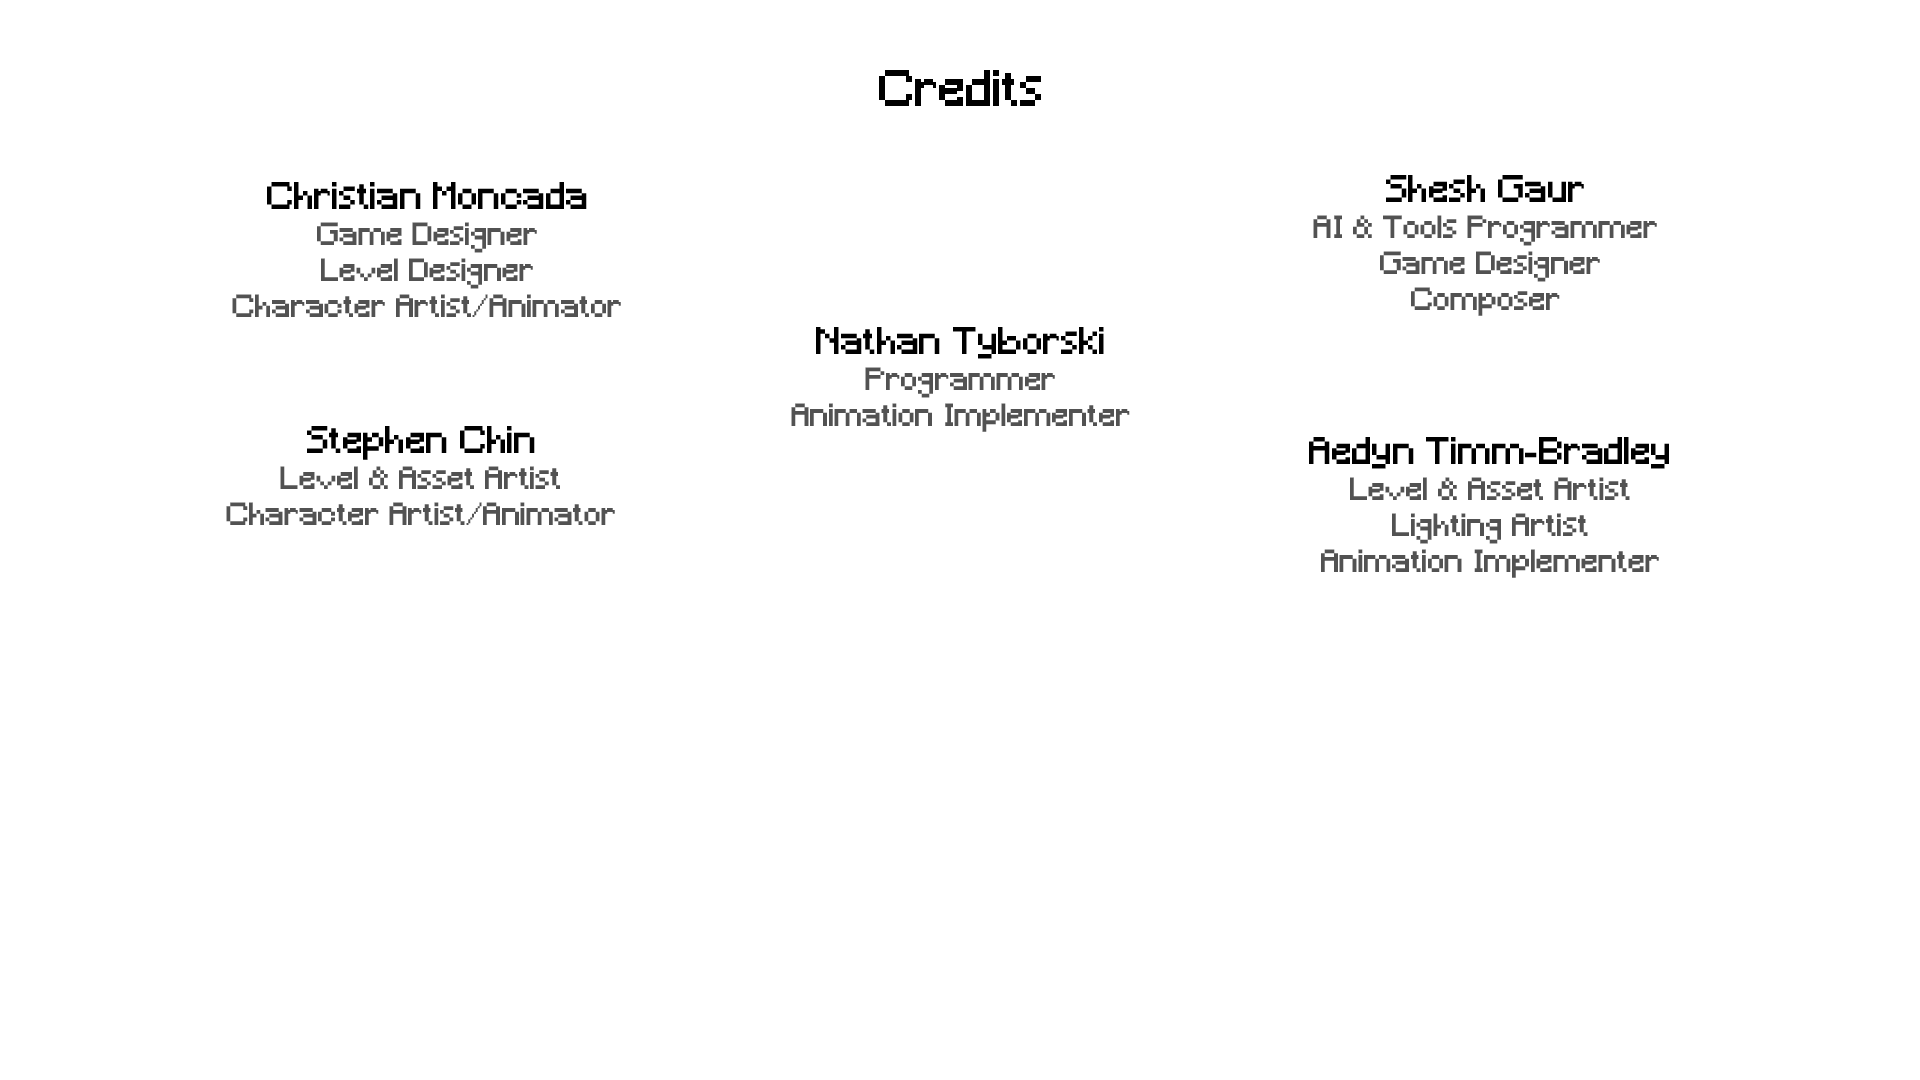 Credits
Christian Moncada
Game Designer
Level Designer
Character Artist/Animator
Stephen Chin
Level & Asset Artist
Character Artist/Animator
Nathan Tyborski
Programmer
Animation Implementer
Shesh Gaur
AI & Tools Programmer
Game Designer
Composer
Aedyn Timm-Bradley
Level & Asset Artist
Lighting Artist
Animation Implementer